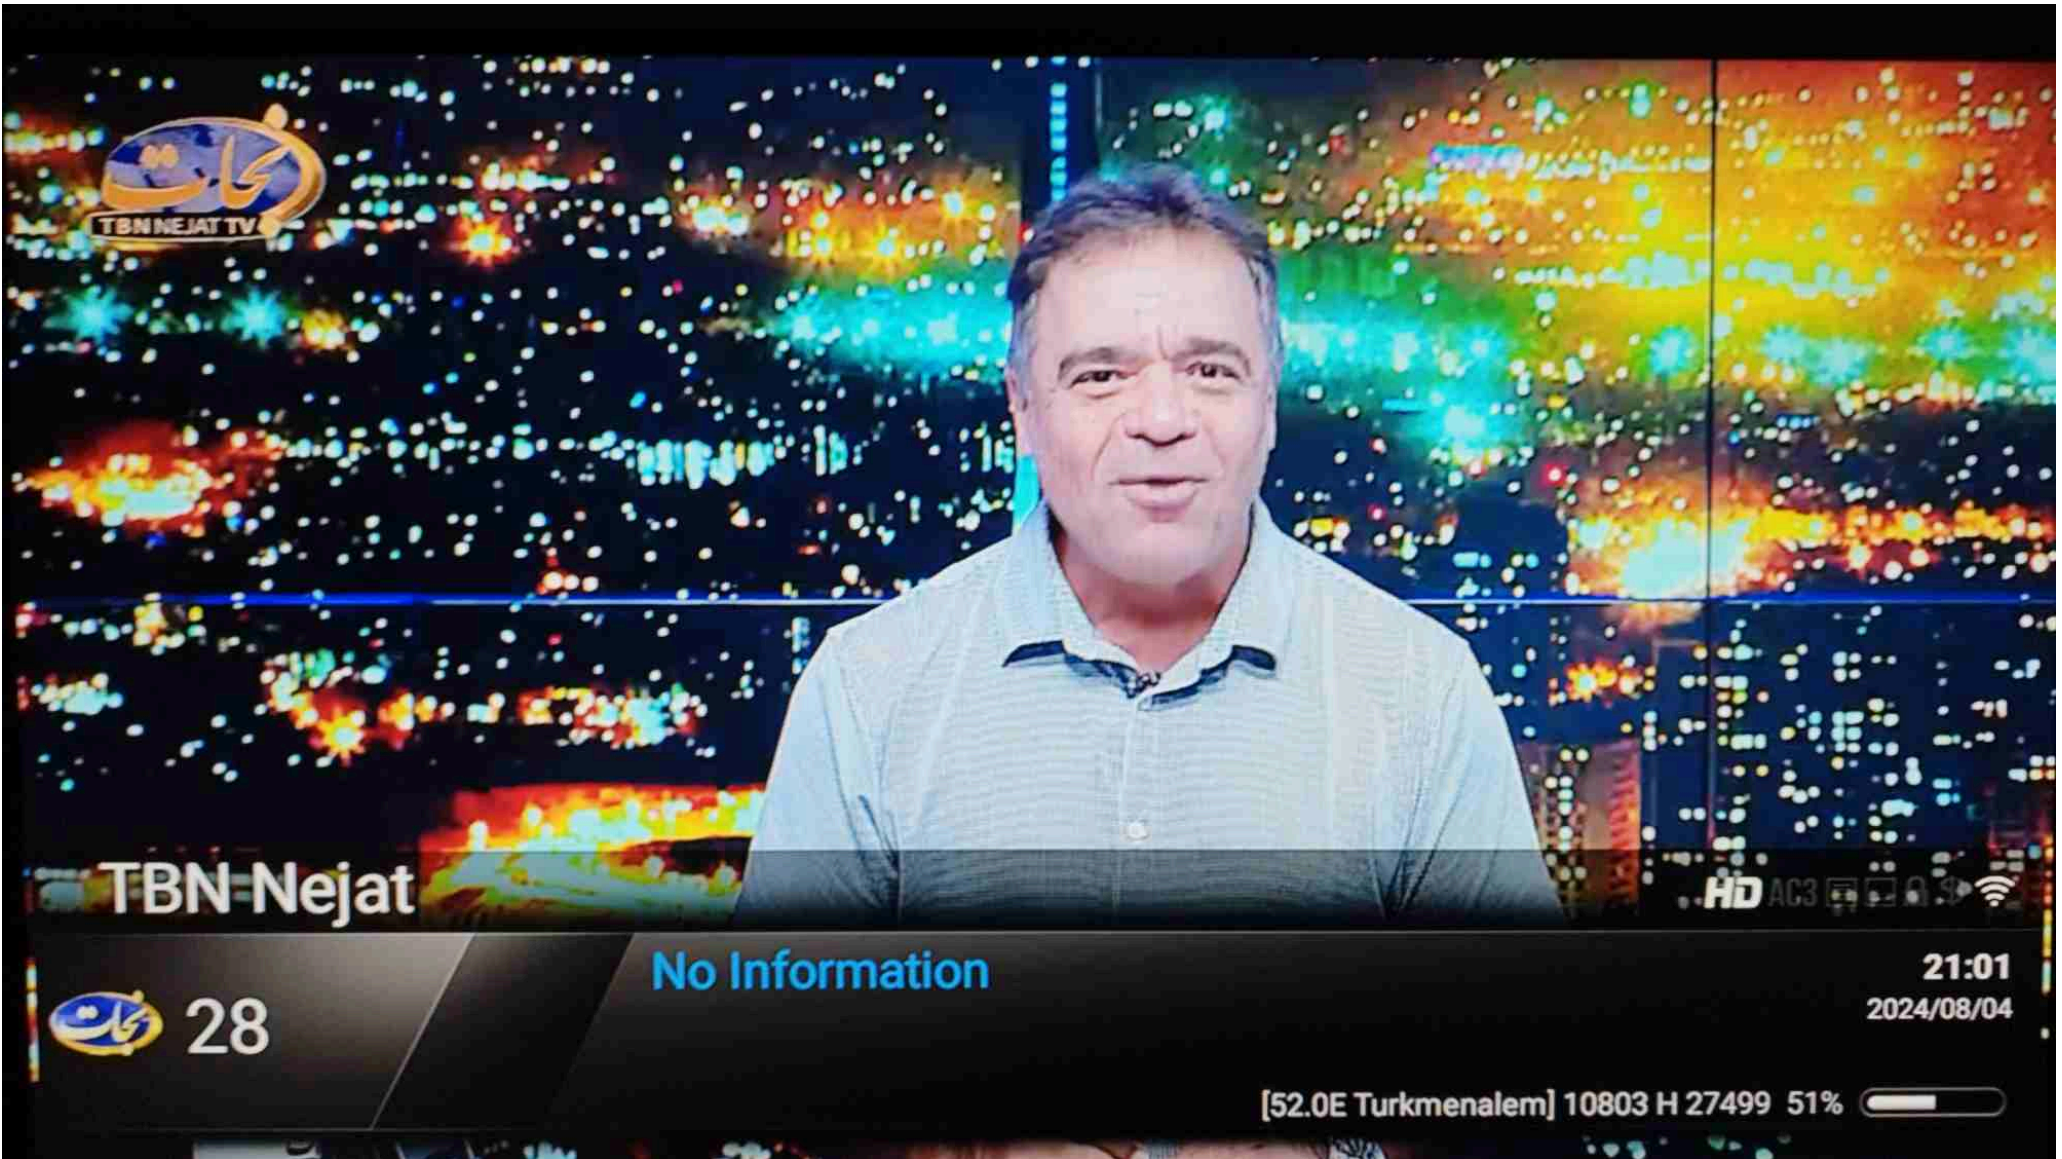 نجات
TBN NEJAT TV
TBN Nejat
HD AC3
نجات
28
No Information
21:01
2024/08/04
[52.0E Turkmenalem] 10803 H 27499 51%